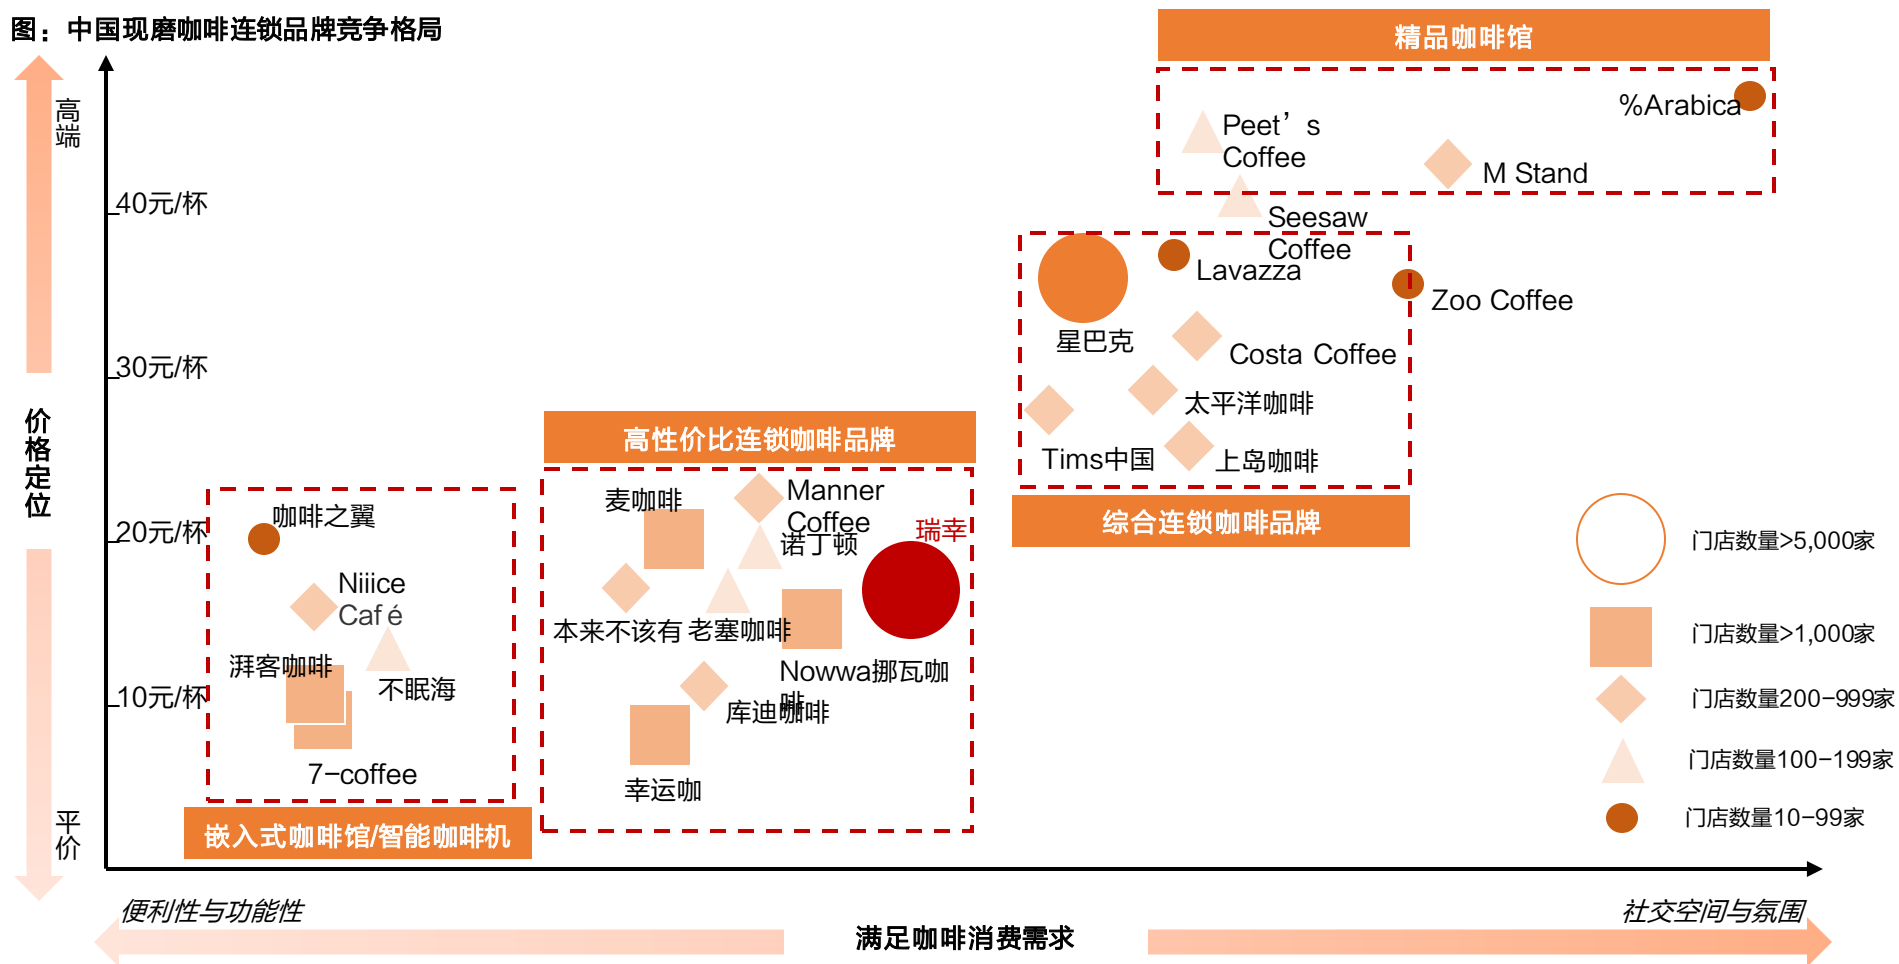 图：中国现磨咖啡连锁品牌竞争格局
精品咖啡馆
高端
%Arabica
Peet’s
Coffee
M Stand
40元/杯
Seesaw
Coffee
Lavazza
Zoo Coffee
星巴克
30元/杯
Costa Coffee
太平洋咖啡
价格定位
高性价比连锁咖啡品牌
Tims中国
上岛咖啡
综合连锁咖啡品牌
麦咖啡
Manner
Coffee
诺丁顿
瑞幸
咖啡之翼
20元/杯
Niiice
Café
本来不该有
老塞咖啡
湃客咖啡
不眠海
Nowwa挪瓦咖
啡
10元/杯
库迪咖啡
7-coffee
幸运咖
嵌入式咖啡馆/智能咖啡机
平价
门店数量>5,000家
门店数量>1,000家
门店数量200-999家
门店数量100-199家
门店数量10-99家
便利性与功能性
社交空间与氛围
满足咖啡消费需求